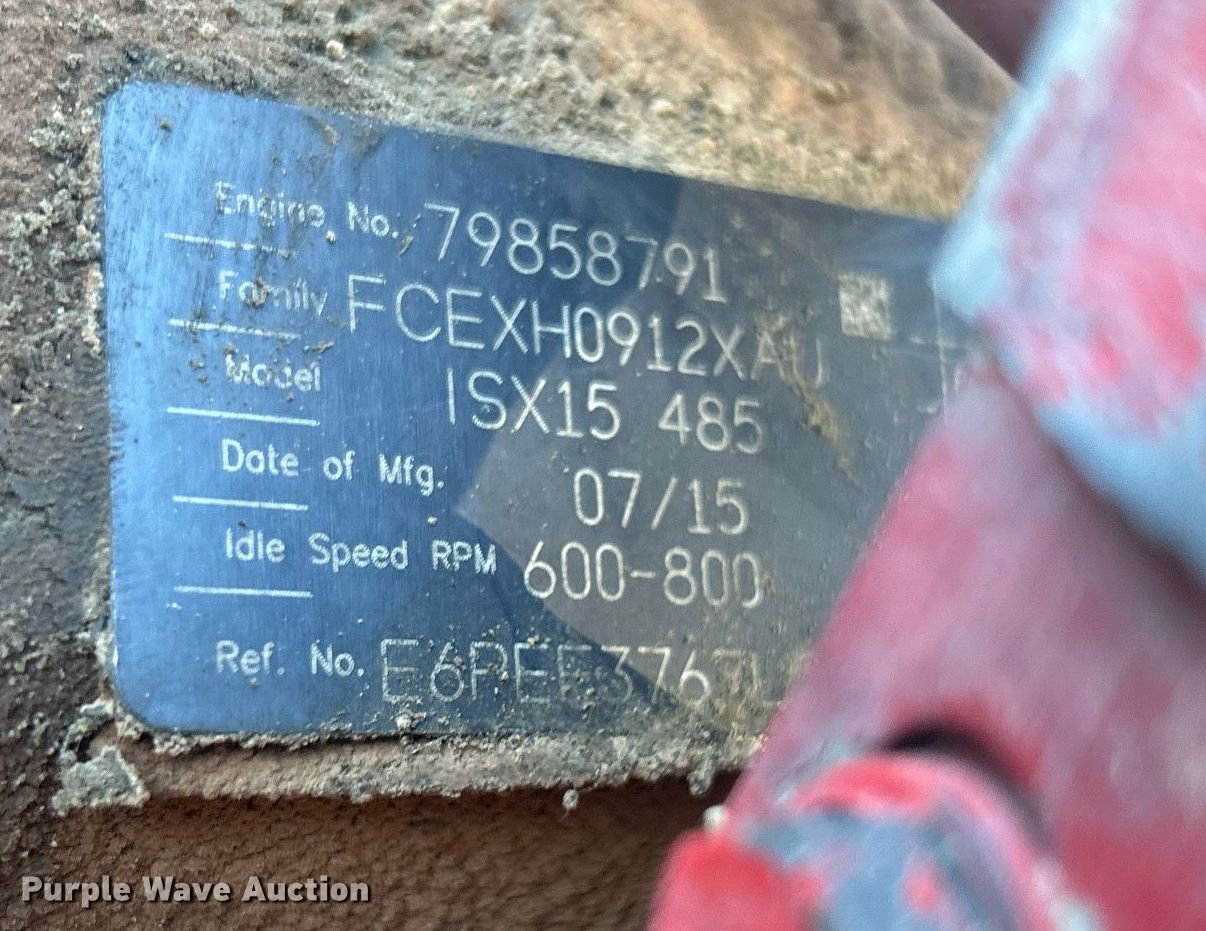 Engine No. 79858791
Family FCEXH0912XAU
Model ISX15 485
Date of Mfg. 07/15
Idle Speed RPM 600-800
Ref. No.
Purple Wave Auction